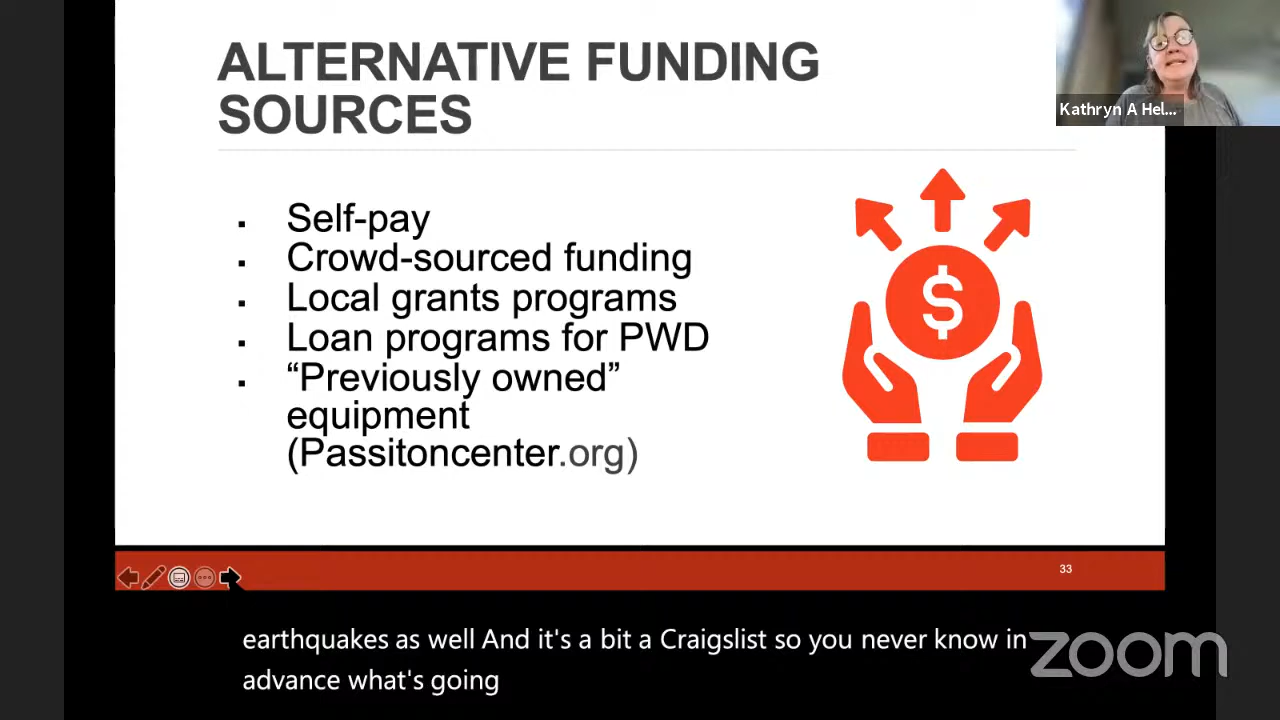 ALTERNATIVE FUNDING
SOURCES
Kathryn A Hel...
▪ Self-pay
▪ Crowd-sourced funding
▪ Local grants programs
▪ Loan programs for PWD
▪ “Previously owned”
equipment
(Passitoncenter.org)
$
33
earthquakes as well And it's a bit a Craigslist so you never know in
advance what's going
zoom